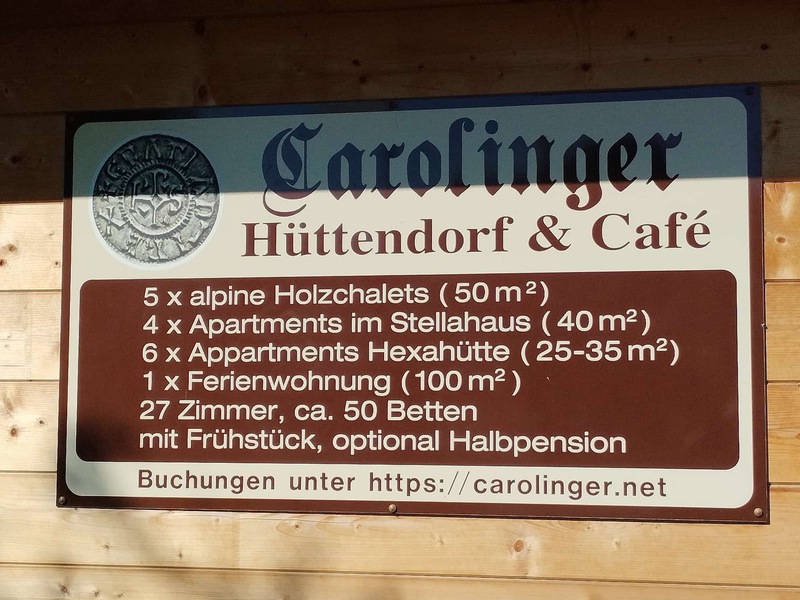 Carolinger
Hüttendorf & Café
5 x alpine Holzchalets ( 50 m² )
4 x Apartments im Stellahaus ( 40 m² )
6 x Appartments Hexahütte ( 25-35 m² )
1 x Ferienwohnung ( 100 m² )
27 Zimmer, ca. 50 Betten
mit Frühstück, optional Halbpension
Buchungen unter https://carolinger.net